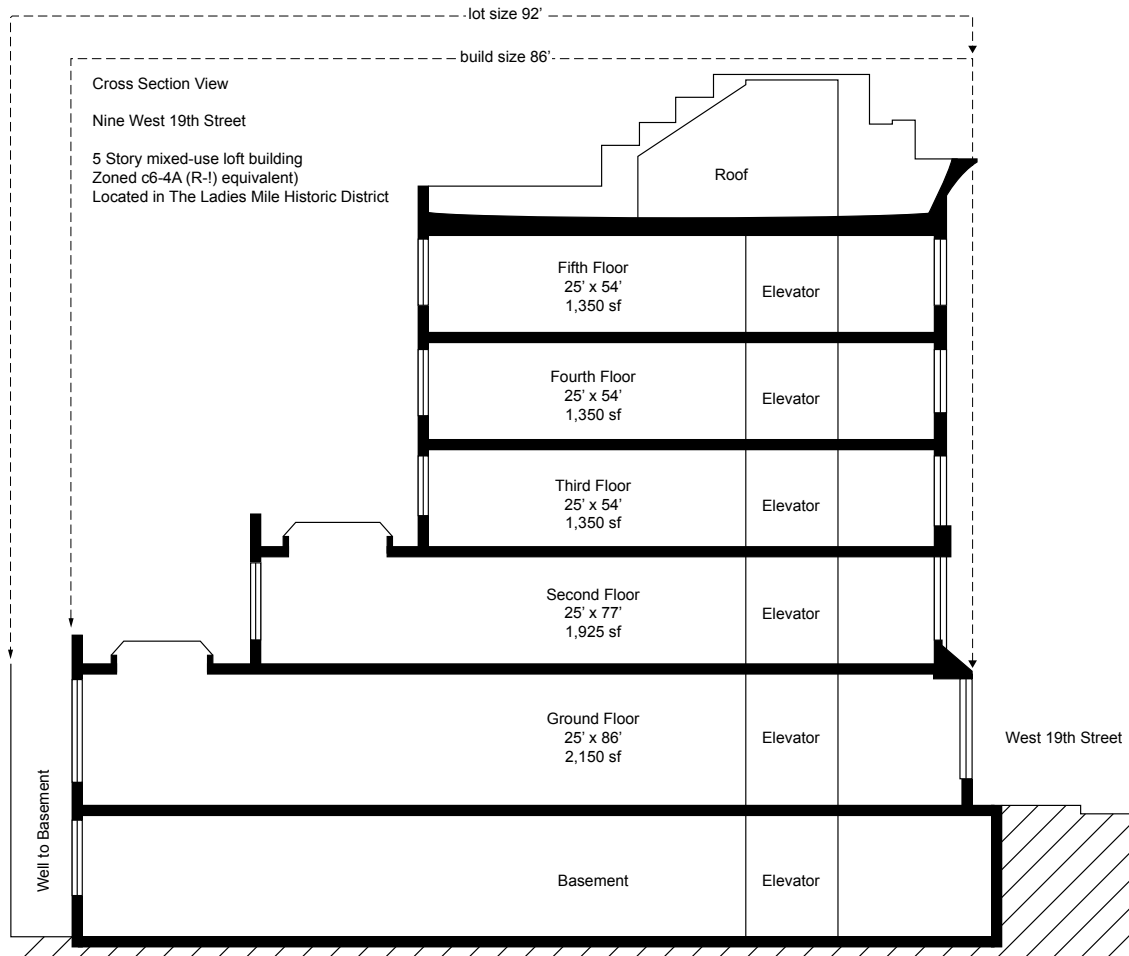 lot size 92’
build size 86’
Cross Section View
Nine West 19th Street
5 Story mixed-use loft building
Zoned c6-4A (R-!) equivalent)
Located in The Ladies Mile Historic District
Roof
Fifth Floor
25’ x 54’
1,350 sf
Elevator
Fourth Floor
25’ x 54’
1,350 sf
Elevator
Third Floor
25’ x 54’
1,350 sf
Elevator
Second Floor
25’ x 77’
1,925 sf
Elevator
Ground Floor
25’ x 86’
2,150 sf
Elevator
West 19th Street
Well to Basement
Basement
Elevator